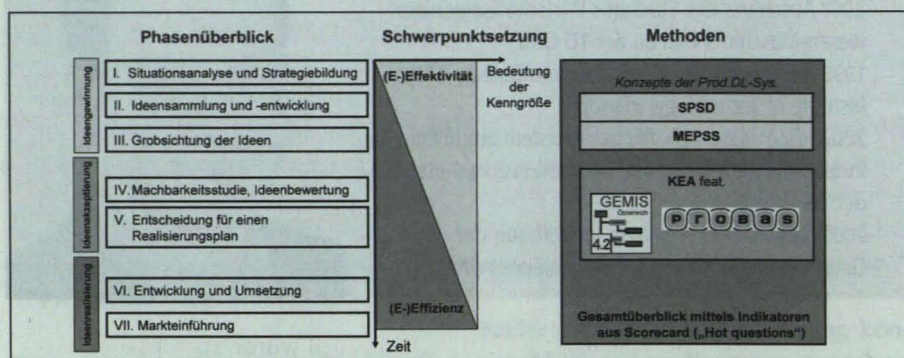 Phasenüberblick
Schwerpunktsetzung
Methoden
Ideengewinnung
I. Situationsanalyse und Strategiebildung
II. Ideensammlung und -entwicklung
III. Grobsichtung der Ideen
Ideenakzeptierung
IV. Machbarkeitsstudie, Ideenbewertung
V. Entscheidung für einen
Realisierungsplan
Ideenrealisierung
VI. Entwicklung und Umsetzung
VII. Markteinführung
(E-)Effektivität
Bedeutung
der
Kenngröße
(E-)Effizienz
Zeit
Konzepte der Prod.DL-Sys.
SPSD
MEPSS
KEA feat.
GEMIS
Österreich
4.2
Probas
Gesamtüberblick mittels Indikatoren
aus Scorecard („Hot questions“)